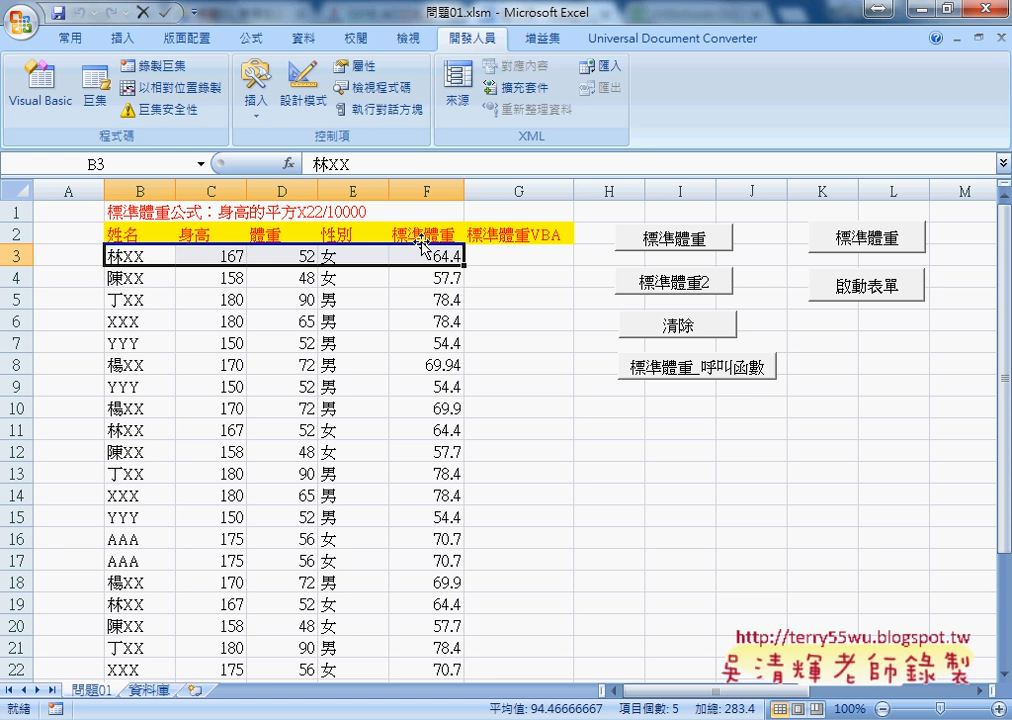 問題01.xlsm - Microsoft Excel
常用 插入 版面配置 公式 資料 校閱 檢視 開發人員 增益集 Universal Document Converter
Visual Basic 巨集 錄製巨集 以相對位置錄製 巨集安全性 程式碼
插入 設計模式 屬性 檢視程式碼 執行對話方塊 控制項
來源 對應內容 擴充套件 重新整理資料 匯入 匯出 XML
B3 fx 林XX
A B C D E F G H I J K L M
1 標準體重公式：身高的平方X22/10000
2 姓名 身高 體重 性別 標準體重 標準體重VBA
3 林XX 167 52 女 64.4
4 陳XX 158 48 女 57.7
5 丁XX 180 90 男 78.4
6 XXX 180 65 男 78.4
7 YYY 150 52 男 54.4
8 楊XX 170 72 男 69.94
9 YYY 150 52 男 54.4
10 楊XX 170 72 男 69.9
11 林XX 167 52 女 64.4
12 陳XX 158 48 女 57.7
13 丁XX 180 90 男 78.4
14 XXX 180 65 男 78.4
15 YYY 150 52 男 54.4
16 AAA 175 56 女 70.7
17 AAA 175 56 女 70.7
18 楊XX 170 72 男 69.9
19 林XX 167 52 女 64.4
20 陳XX 158 48 女 57.7
21 丁XX 180 90 男 78.4
22 XXX 175 56 女 70.7
標準體重 標準體重
標準體重2 啟動表單
清除
標準體重_呼叫函數
http://terry55wu.blogspot.tw
吳清輝老師錄製
問題01 資料庫
就緒 平均值: 94.46666667 項目個數: 5 加總: 283.4 100%